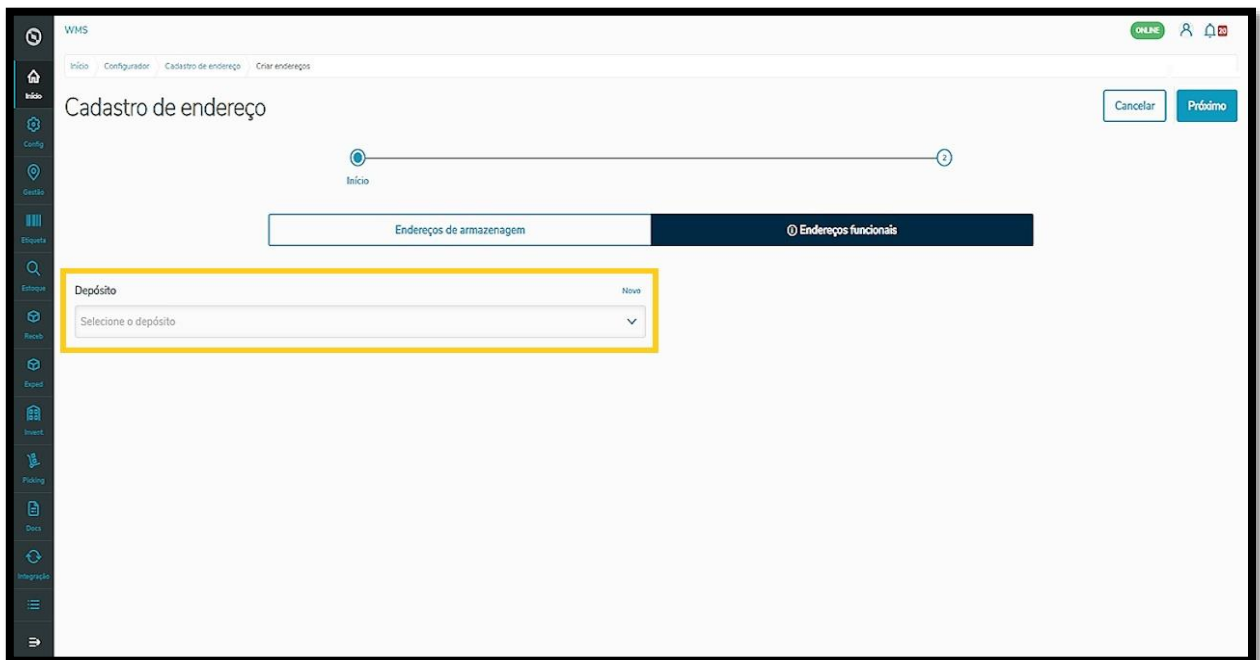 WMS
ONLINE
20
Início
Configurador
Cadastro de endereço
Criar endereços
Cadastro de endereço
Cancelar
Próximo
2
Início
Endereços de armazenagem
Endereços funcionais
Depósito
Novo
Selecione o depósito
Início
Config
Gestão
Etiqueta
Estoque
Receb
Exped
Invent.
Picking
Docs
Integração